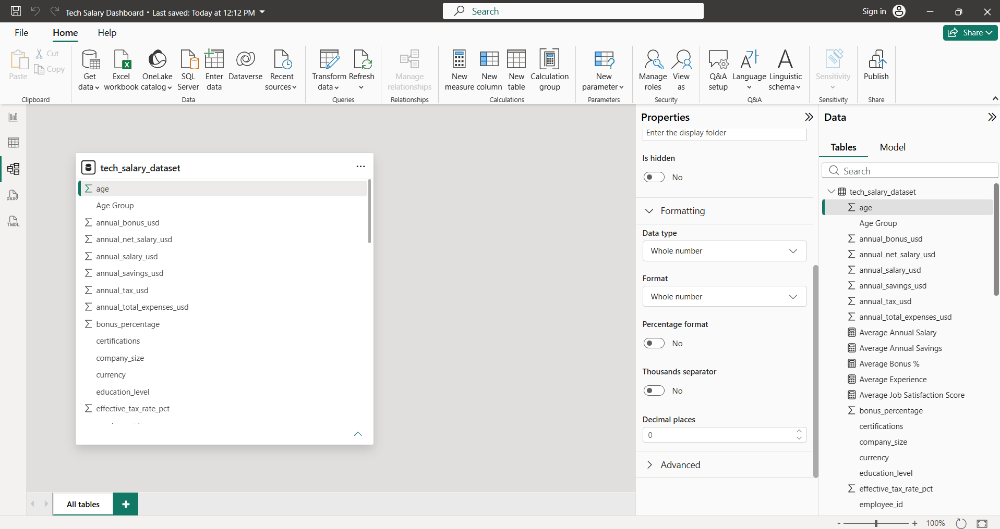 Tech Salary Dashboard • Last saved: Today at 12:12 PM
Search
Sign in
File
Home
Help
Share
Paste
Cut
Copy
Clipboard
Get data
Excel workbook
OneLake catalog
SQL Server
Enter data
Dataverse
Recent sources
Data
Transform data
Refresh
Queries
Manage relationships
Relationships
New measure
New column
New table
Calculation group
Calculations
New parameter
Parameters
Manage roles
View as
Security
Q&A setup
Language
Linguistic schema
Q&A
Sensitivity
Sensitivity
Publish
Share
DAX
TMDL
tech_salary_dataset
age
Age Group
annual_bonus_usd
annual_net_salary_usd
annual_salary_usd
annual_savings_usd
annual_tax_usd
annual_total_expenses_usd
bonus_percentage
certifications
company_size
currency
education_level
effective_tax_rate_pct
All tables
Properties
Enter the display folder
Is hidden
No
Formatting
Data type
Whole number
Format
Whole number
Percentage format
No
Thousands separator
No
Decimal places
0
Advanced
Data
Tables
Model
Search
tech_salary_dataset
age
Age Group
annual_bonus_usd
annual_net_salary_usd
annual_salary_usd
annual_savings_usd
annual_tax_usd
annual_total_expenses_usd
Average Annual Salary
Average Annual Savings
Average Bonus %
Average Experience
Average Job Satisfaction Score
bonus_percentage
certifications
company_size
currency
education_level
effective_tax_rate_pct
employee_id
- + 100%